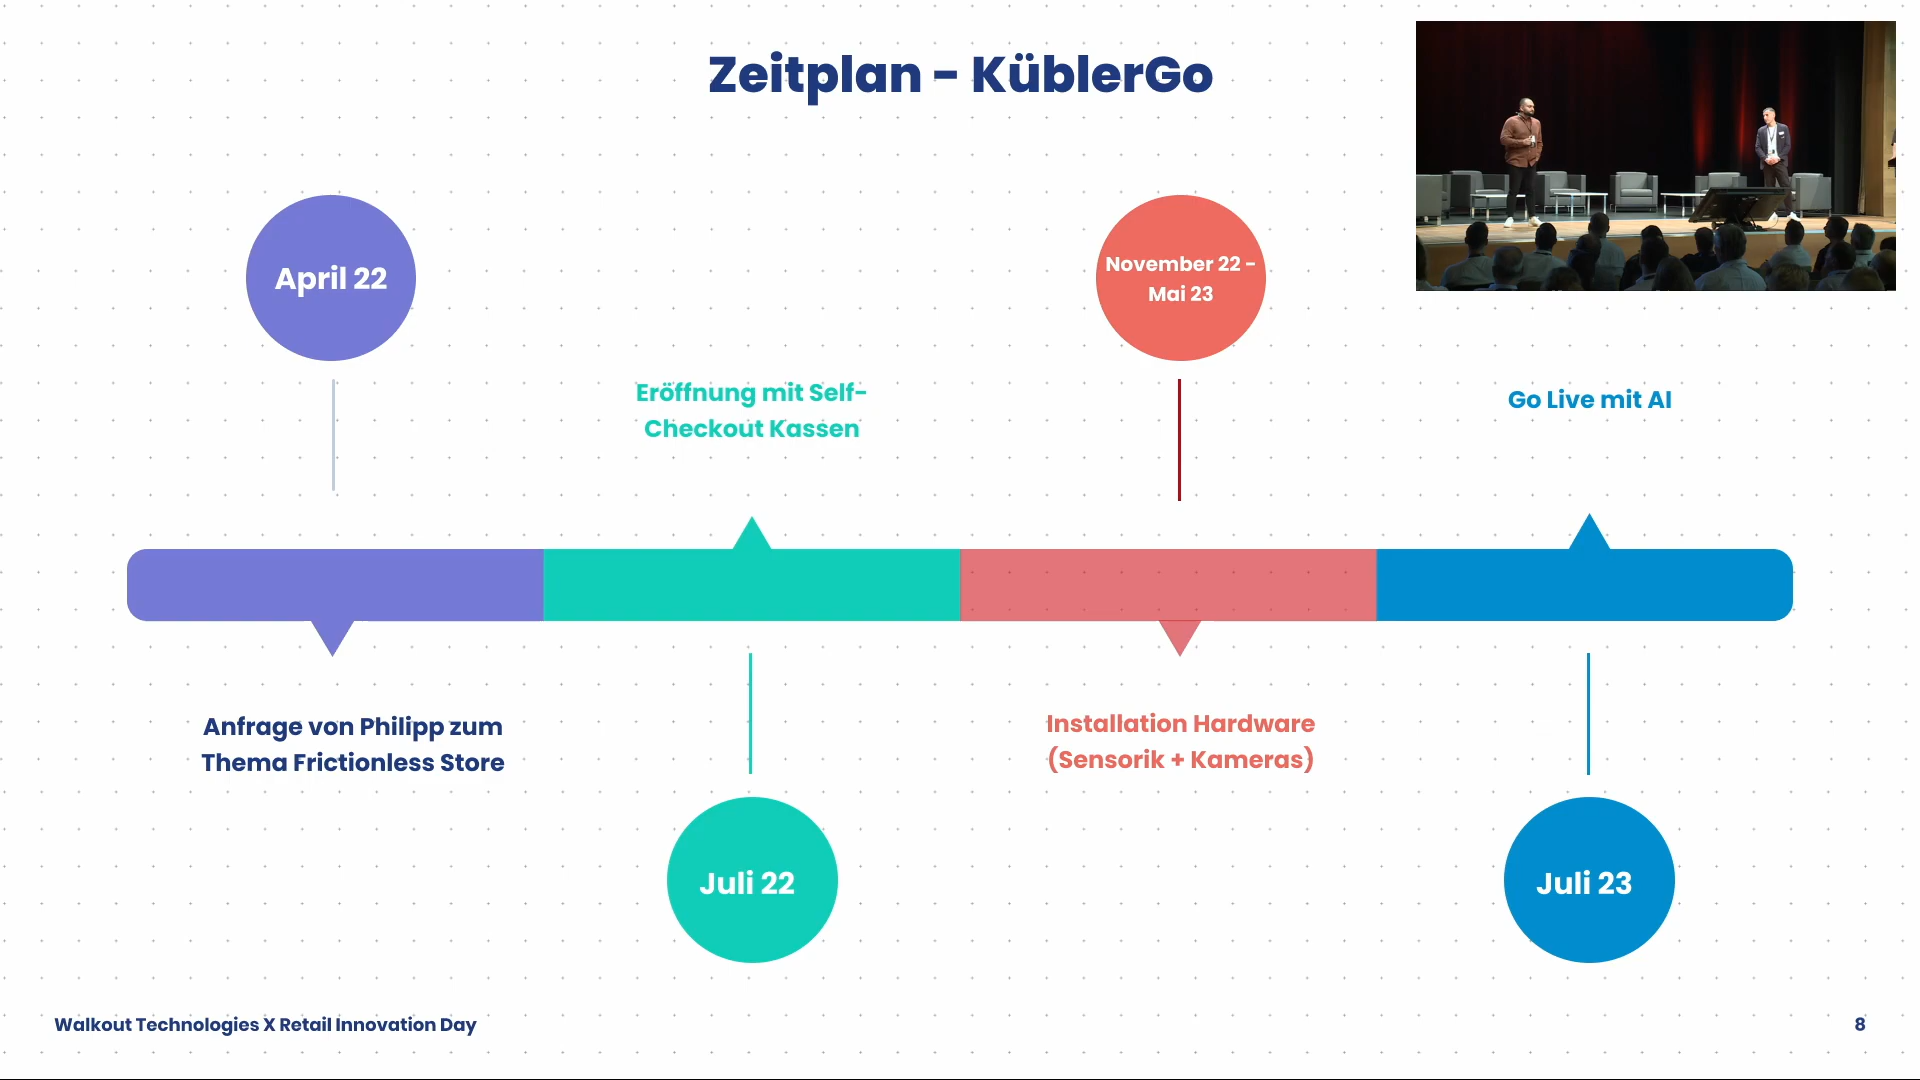 Zeitplan - KüblerGo
April 22
November 22 -
Mai 23
Eröffnung mit Self-
Checkout Kassen
Go Live mit AI
Anfrage von Philipp zum
Thema Frictionless Store
Installation Hardware
(Sensorik + Kameras)
Juli 22
Juli 23
Walkout Technologies X Retail Innovation Day
8